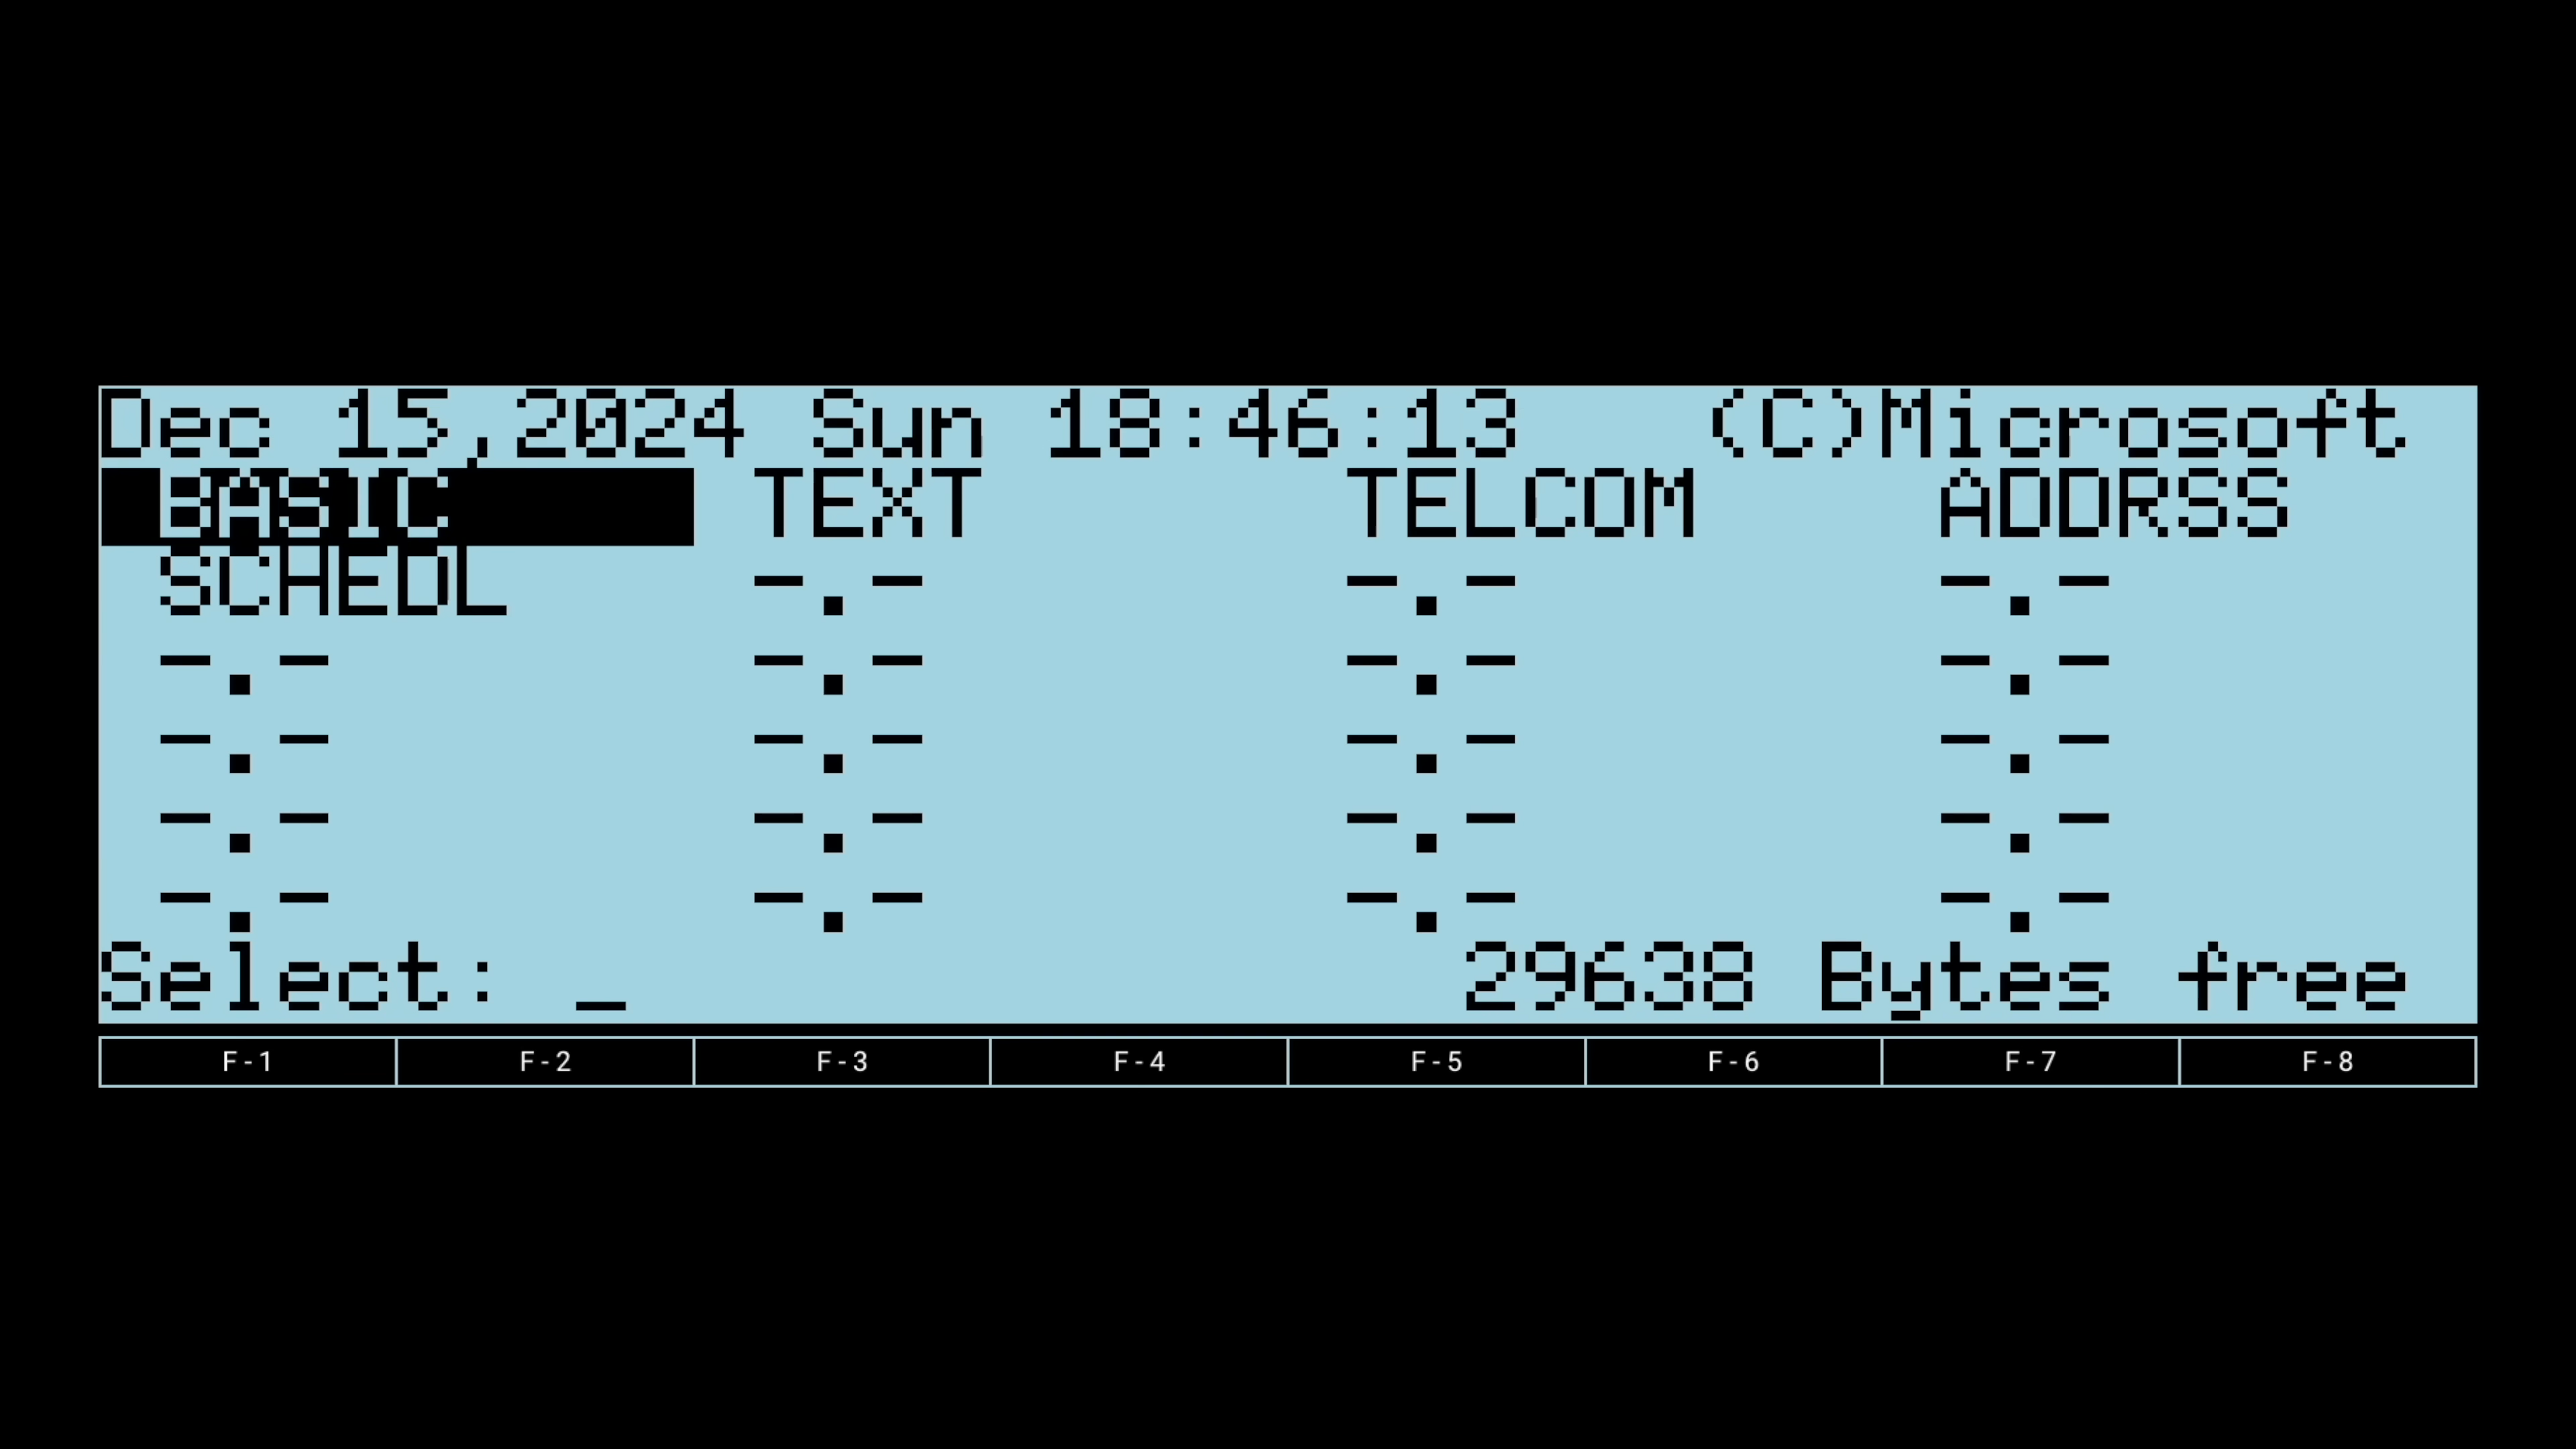 Dec 15,2024 Sun 18:46:13 (C)Microsoft
BASIC TEXT TELCOM ADDRSS
SCHEDL -.- -.- -.-
-.- -.- -.- -.-
-.- -.- -.- -.-
-.- -.- -.- -.-
-.- -.- -.- -.-
Select: _ 29638 Bytes free
F-1 F-2 F-3 F-4 F-5 F-6 F-7 F-8